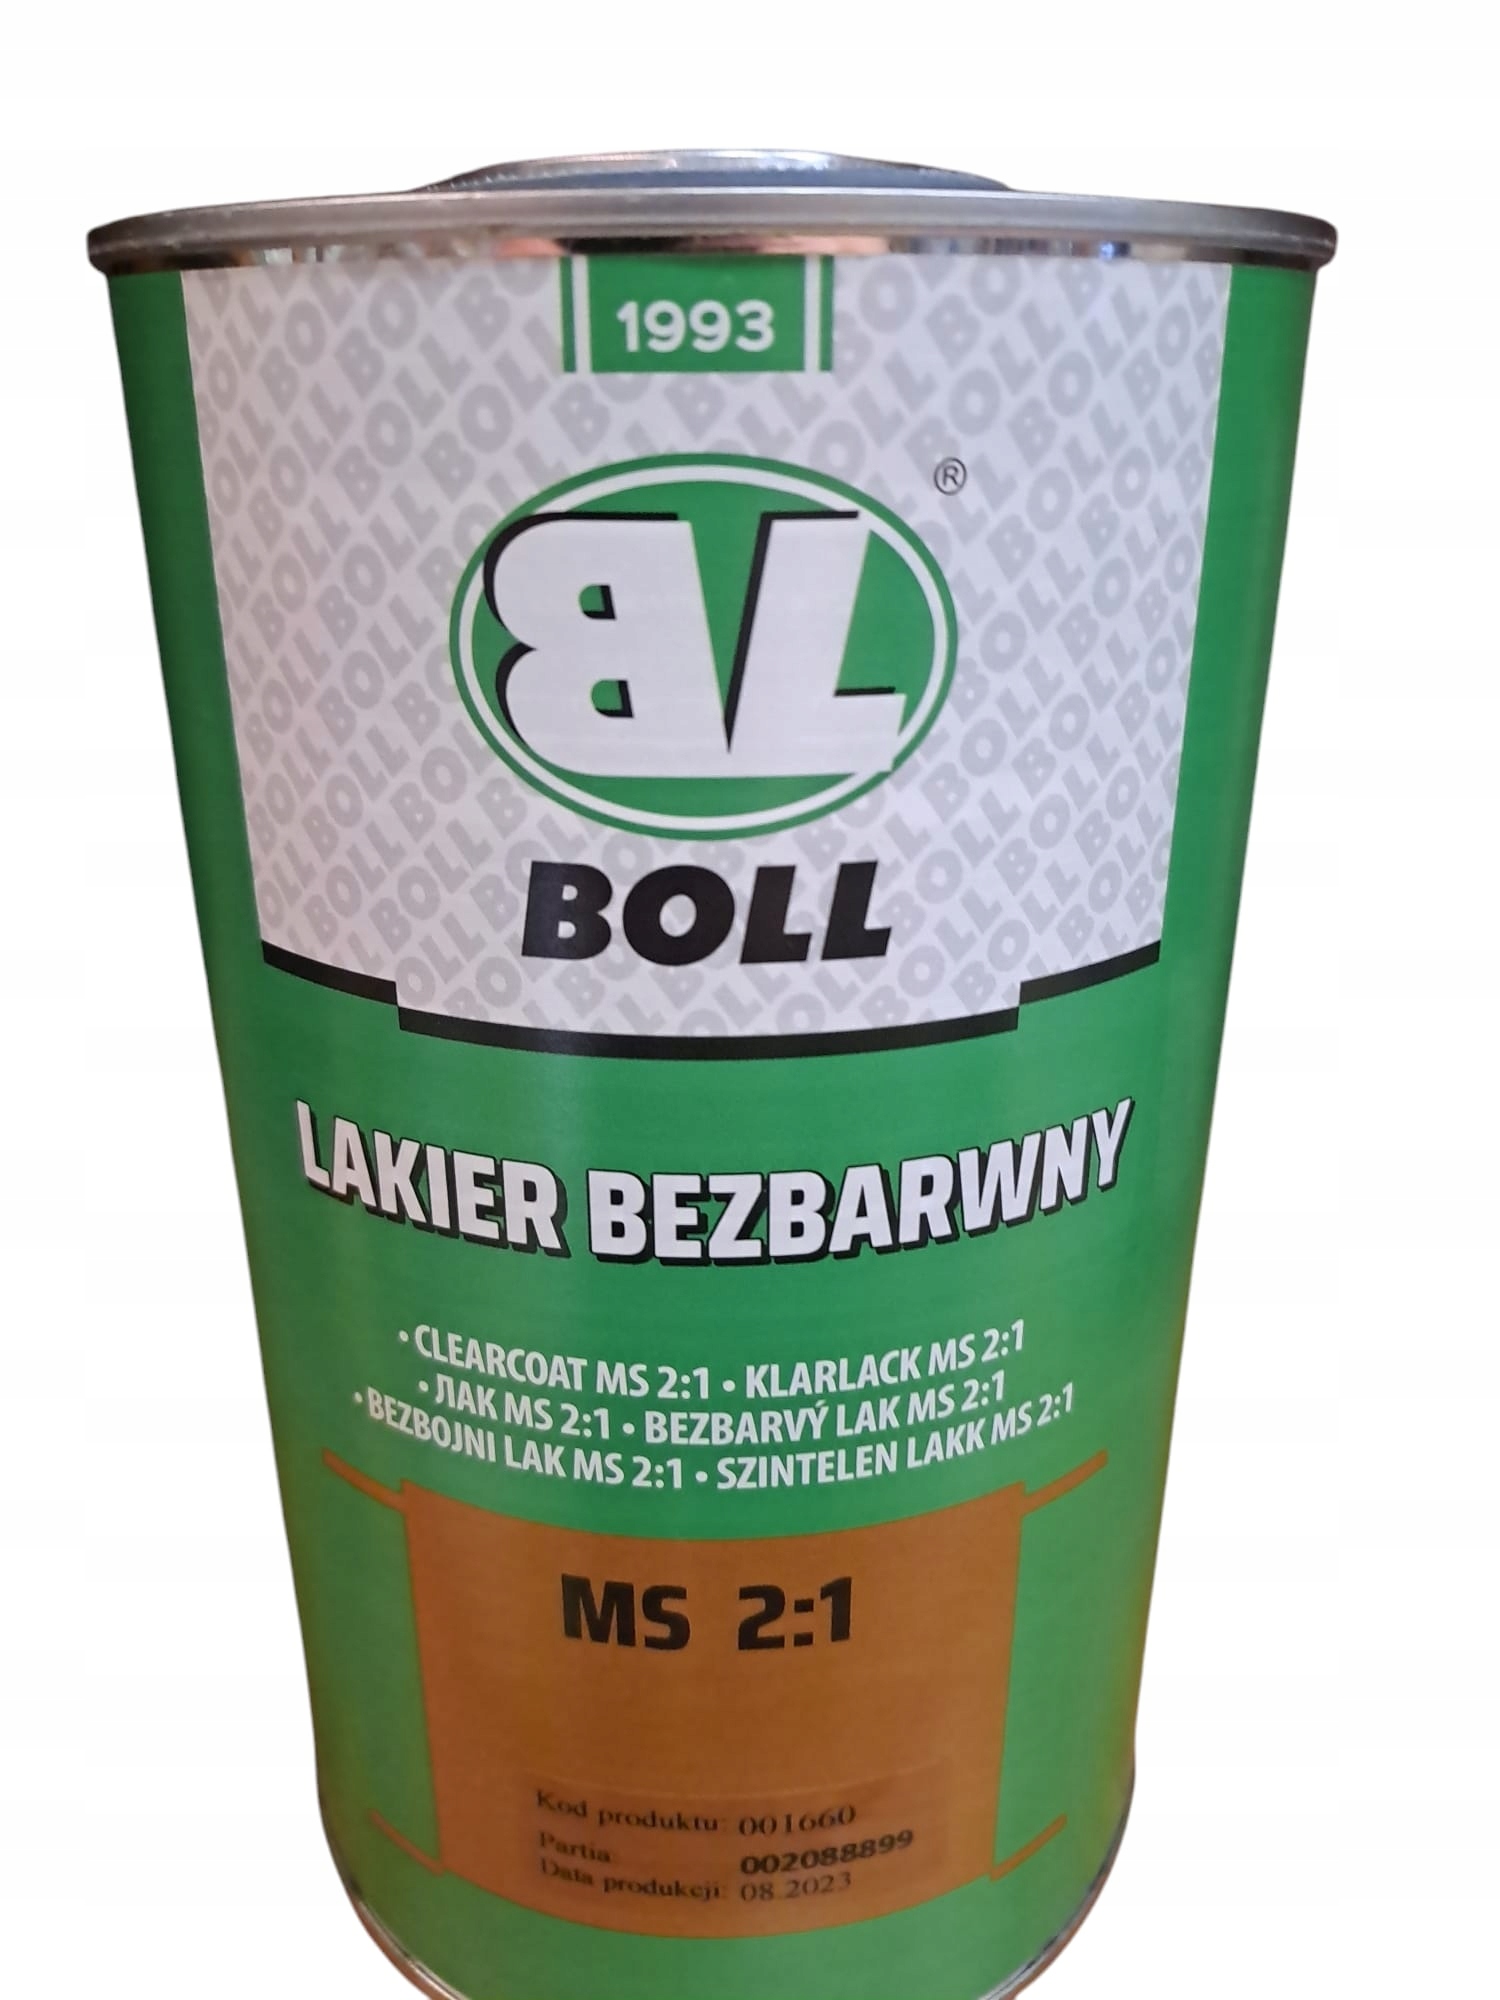 1993
BL
®
BOLL
LAKIER BEZBARWNY
• CLEARCOAT MS 2:1 • KLARLACK MS 2:1
• ЛАК MS 2:1 • BEZBARVÝ LAK MS 2:1
• BEZBOJNI LAK MS 2:1 • SZINTELEN LAKK MS 2:1
MS 2:1
Kod produktu: 001660
Partia 002088899
Data produkcji: 08.2023